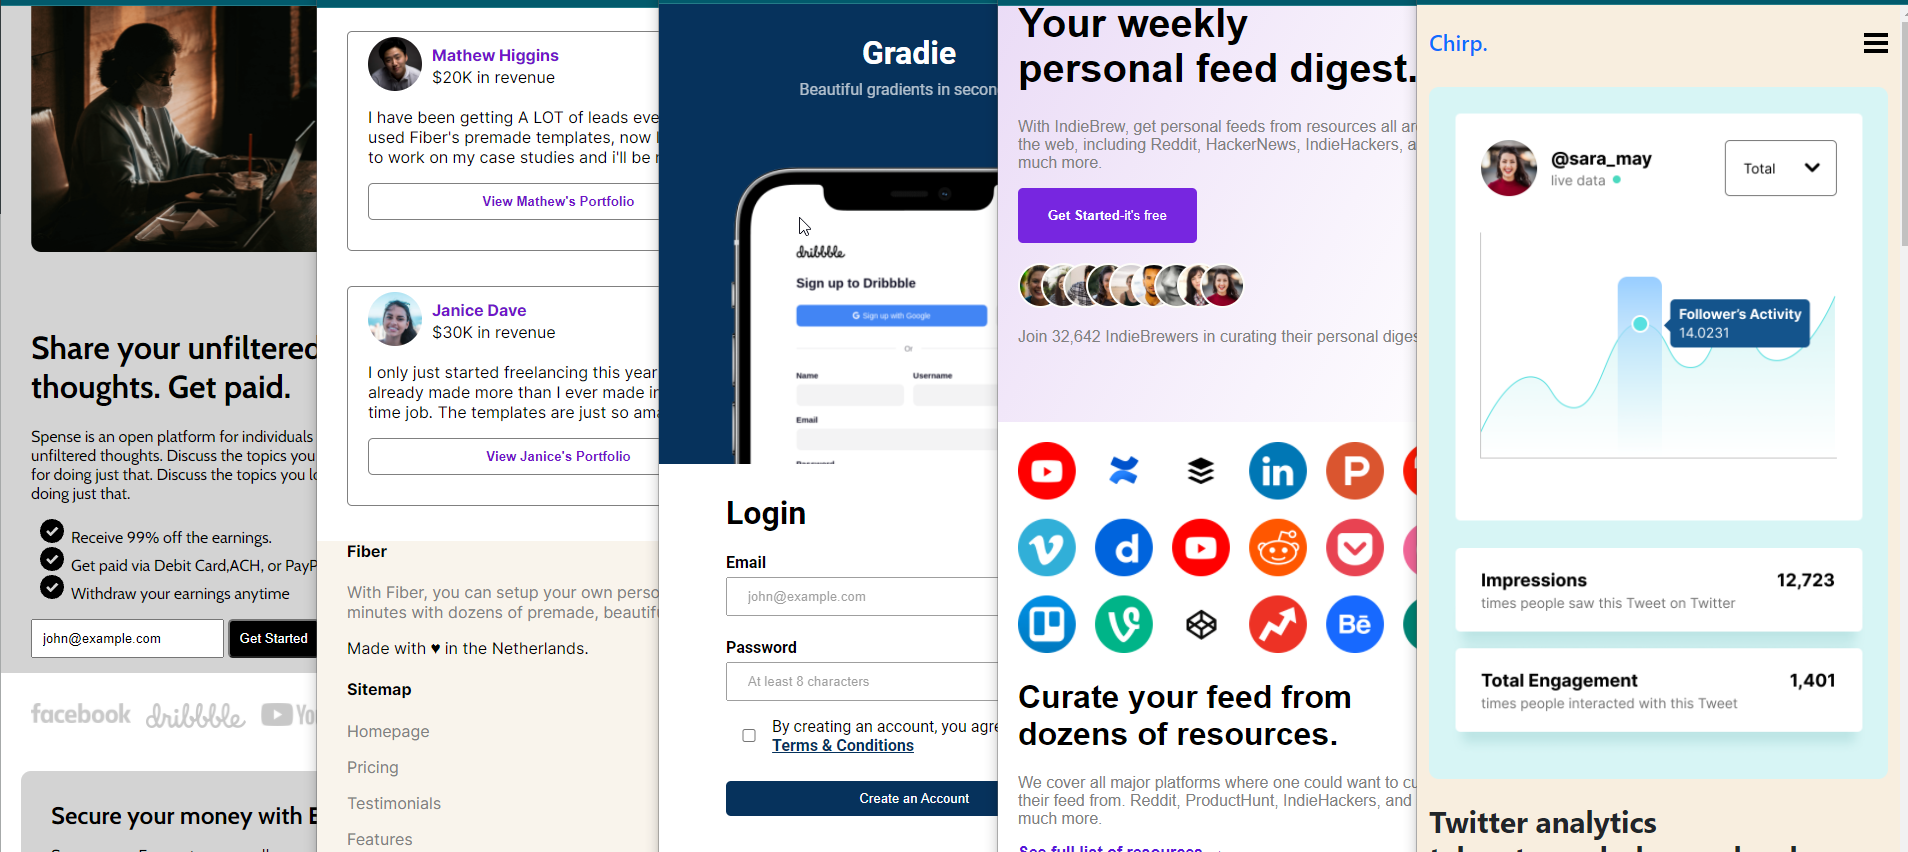 Share your unfiltered
thoughts. Get paid.
Spense is an open platform for individuals
unfiltered thoughts. Discuss the topics you
for doing just that. Discuss the topics you lo
doing just that.
Receive 99% off the earnings.
Get paid via Debit Card,ACH, or PayP
Withdraw your earnings anytime
john@example.com
Get Started
facebook
dribbble
You
Secure your money with E
Mathew Higgins
$20K in revenue
I have been getting A LOT of leads eve
used Fiber's premade templates, now I
to work on my case studies and i'll be r
View Mathew's Portfolio
Janice Dave
$30K in revenue
I only just started freelancing this year
already made more than I ever made in
time job. The templates are just so ama
View Janice's Portfolio
Fiber
With Fiber, you can setup your own perso
minutes with dozens of premade, beautif
Made with ♥ in the Netherlands.
Sitemap
Homepage
Pricing
Testimonials
Features
Gradie
Beautiful gradients in secon
dribbble
Sign up to Dribbble
G Sign up with Google
Or
Name
Username
Email
Password
Login
Email
john@example.com
Password
At least 8 characters
By creating an account, you agre
Terms & Conditions
Create an Account
Your weekly
personal feed digest.
With IndieBrew, get personal feeds from resources all aro
the web, including Reddit, HackerNews, IndieHackers, a
much more.
Get Started-it's free
Join 32,642 IndieBrewers in curating their personal diges
in
P
d
Bē
Curate your feed from
dozens of resources.
We cover all major platforms where one could want to cu
their feed from. Reddit, ProductHunt, IndieHackers, and
much more.
See full list of resources
Chirp.
@sara_may
live data
Total
Follower's Activity
14.0231
Impressions
12,723
times people saw this Tweet on Twitter
Total Engagement
1,401
times people interacted with this Tweet
Twitter analytics